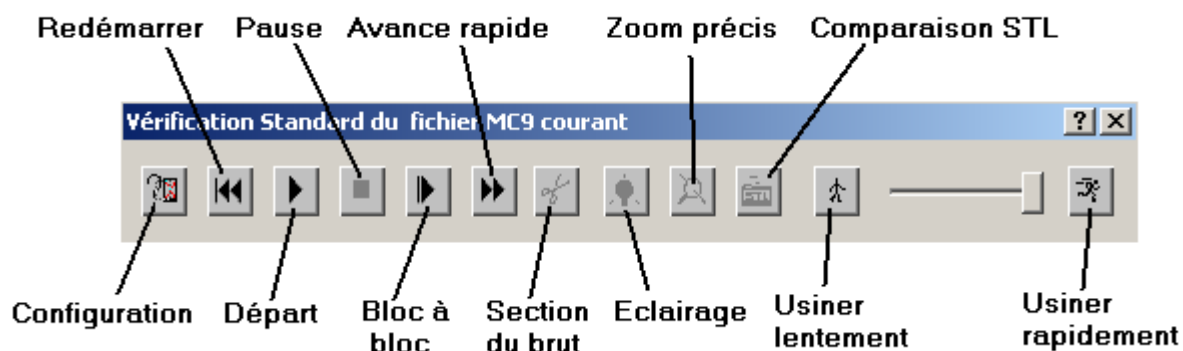 Redémarrer Pause Avance rapide Zoom précis Comparaison STL
Vérification Standard du fichier MC9 courant
STL
Configuration Départ Bloc à bloc Section du brut Eclairage Usiner lentement Usiner rapidement